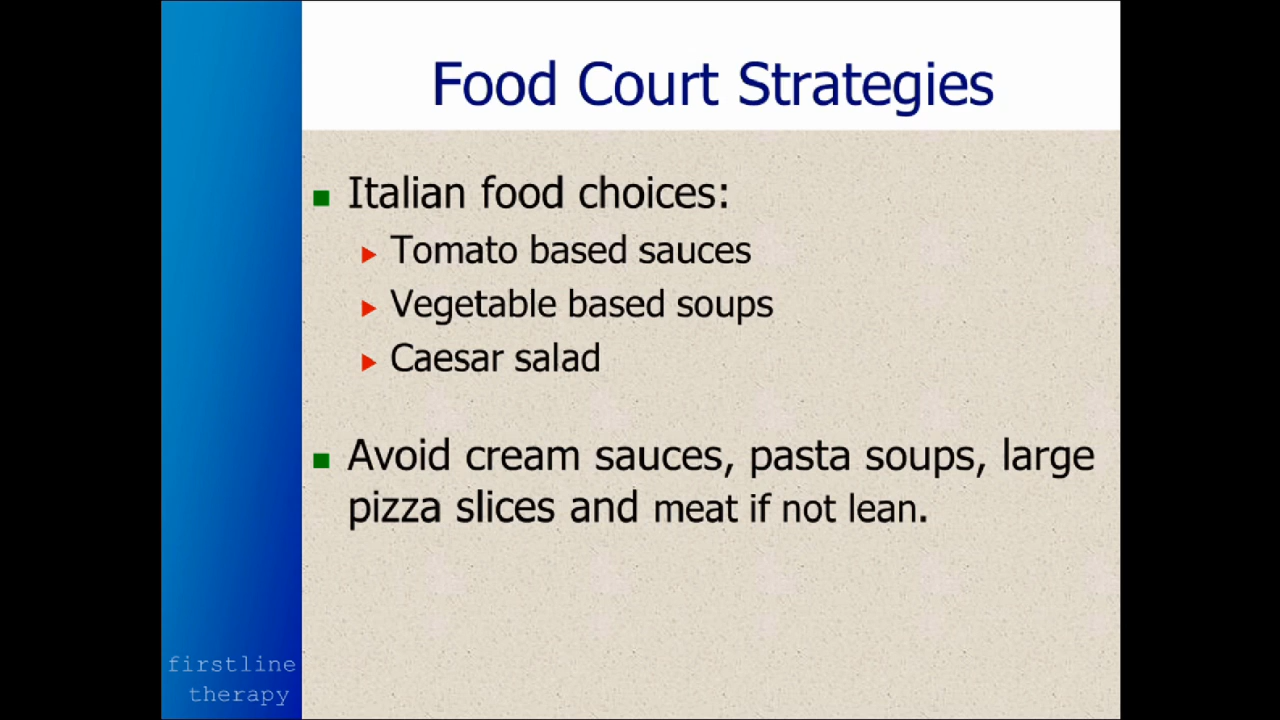 Food Court Strategies
Italian food choices:
Tomato based sauces
Vegetable based soups
Caesar salad
Avoid cream sauces, pasta soups, large
pizza slices and meat if not lean.
firstline
therapy